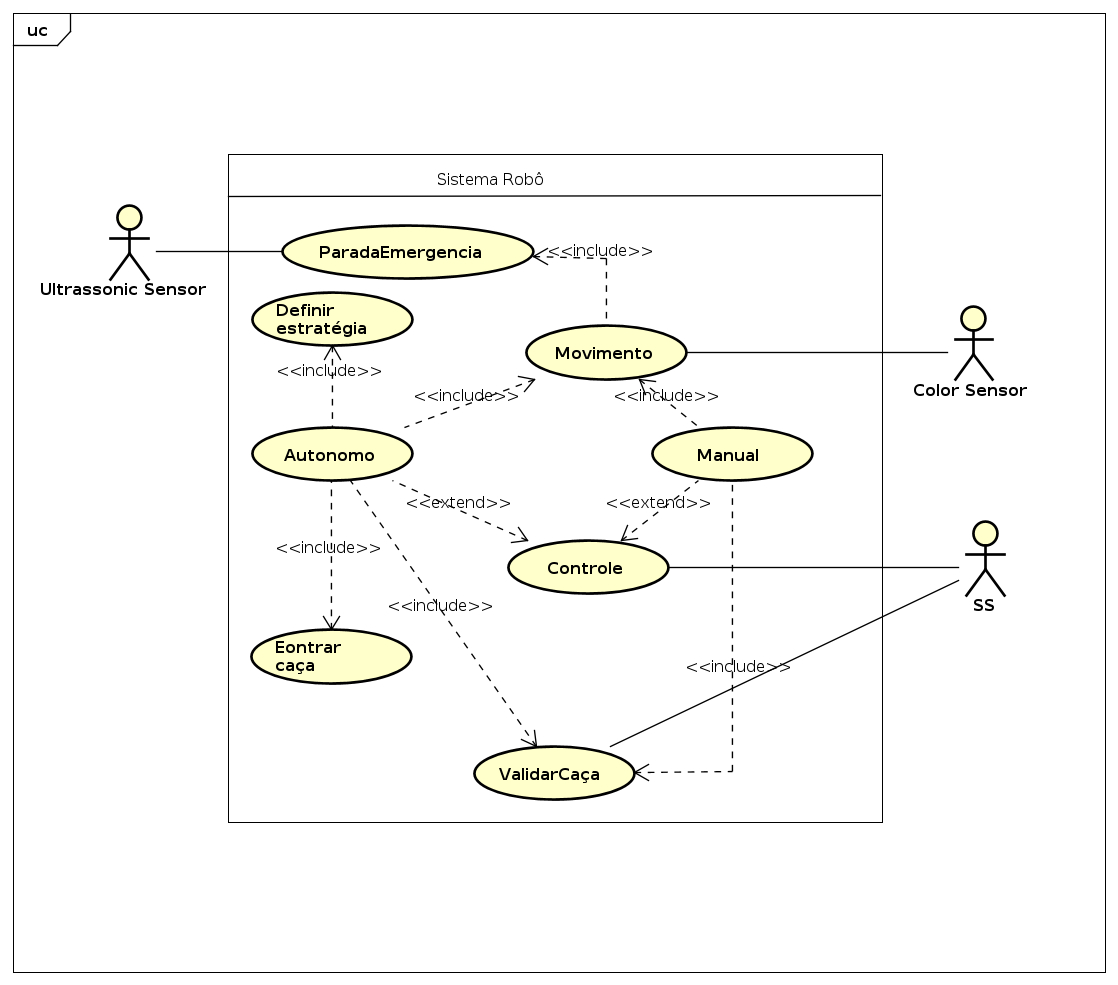 uc
Sistema Robô
ParadaEmergencia
<<include>>
Ultrassonic Sensor
Definir
estratégia
Movimento
<<include>>
Color Sensor
<<include>>
<<include>>
Autonomo
Manual
<<extend>>
<<extend>>
<<include>>
Controle
SS
<<include>>
Eontrar
caça
<<include>>
ValidarCaça